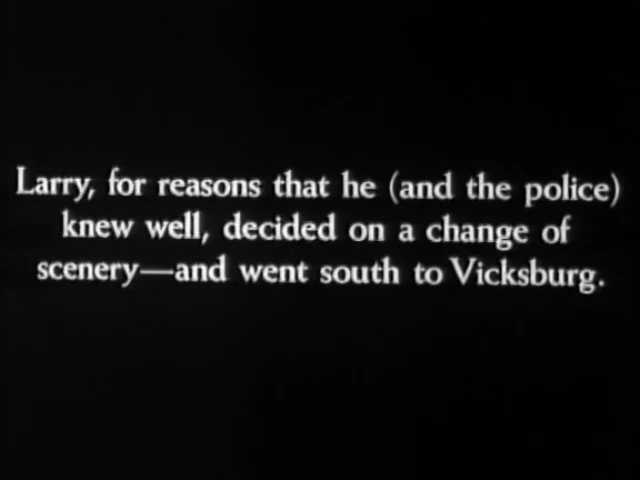 Larry, for reasons that he (and the police)
knew well, decided on a change of
scenery—and went south to Vicksburg.